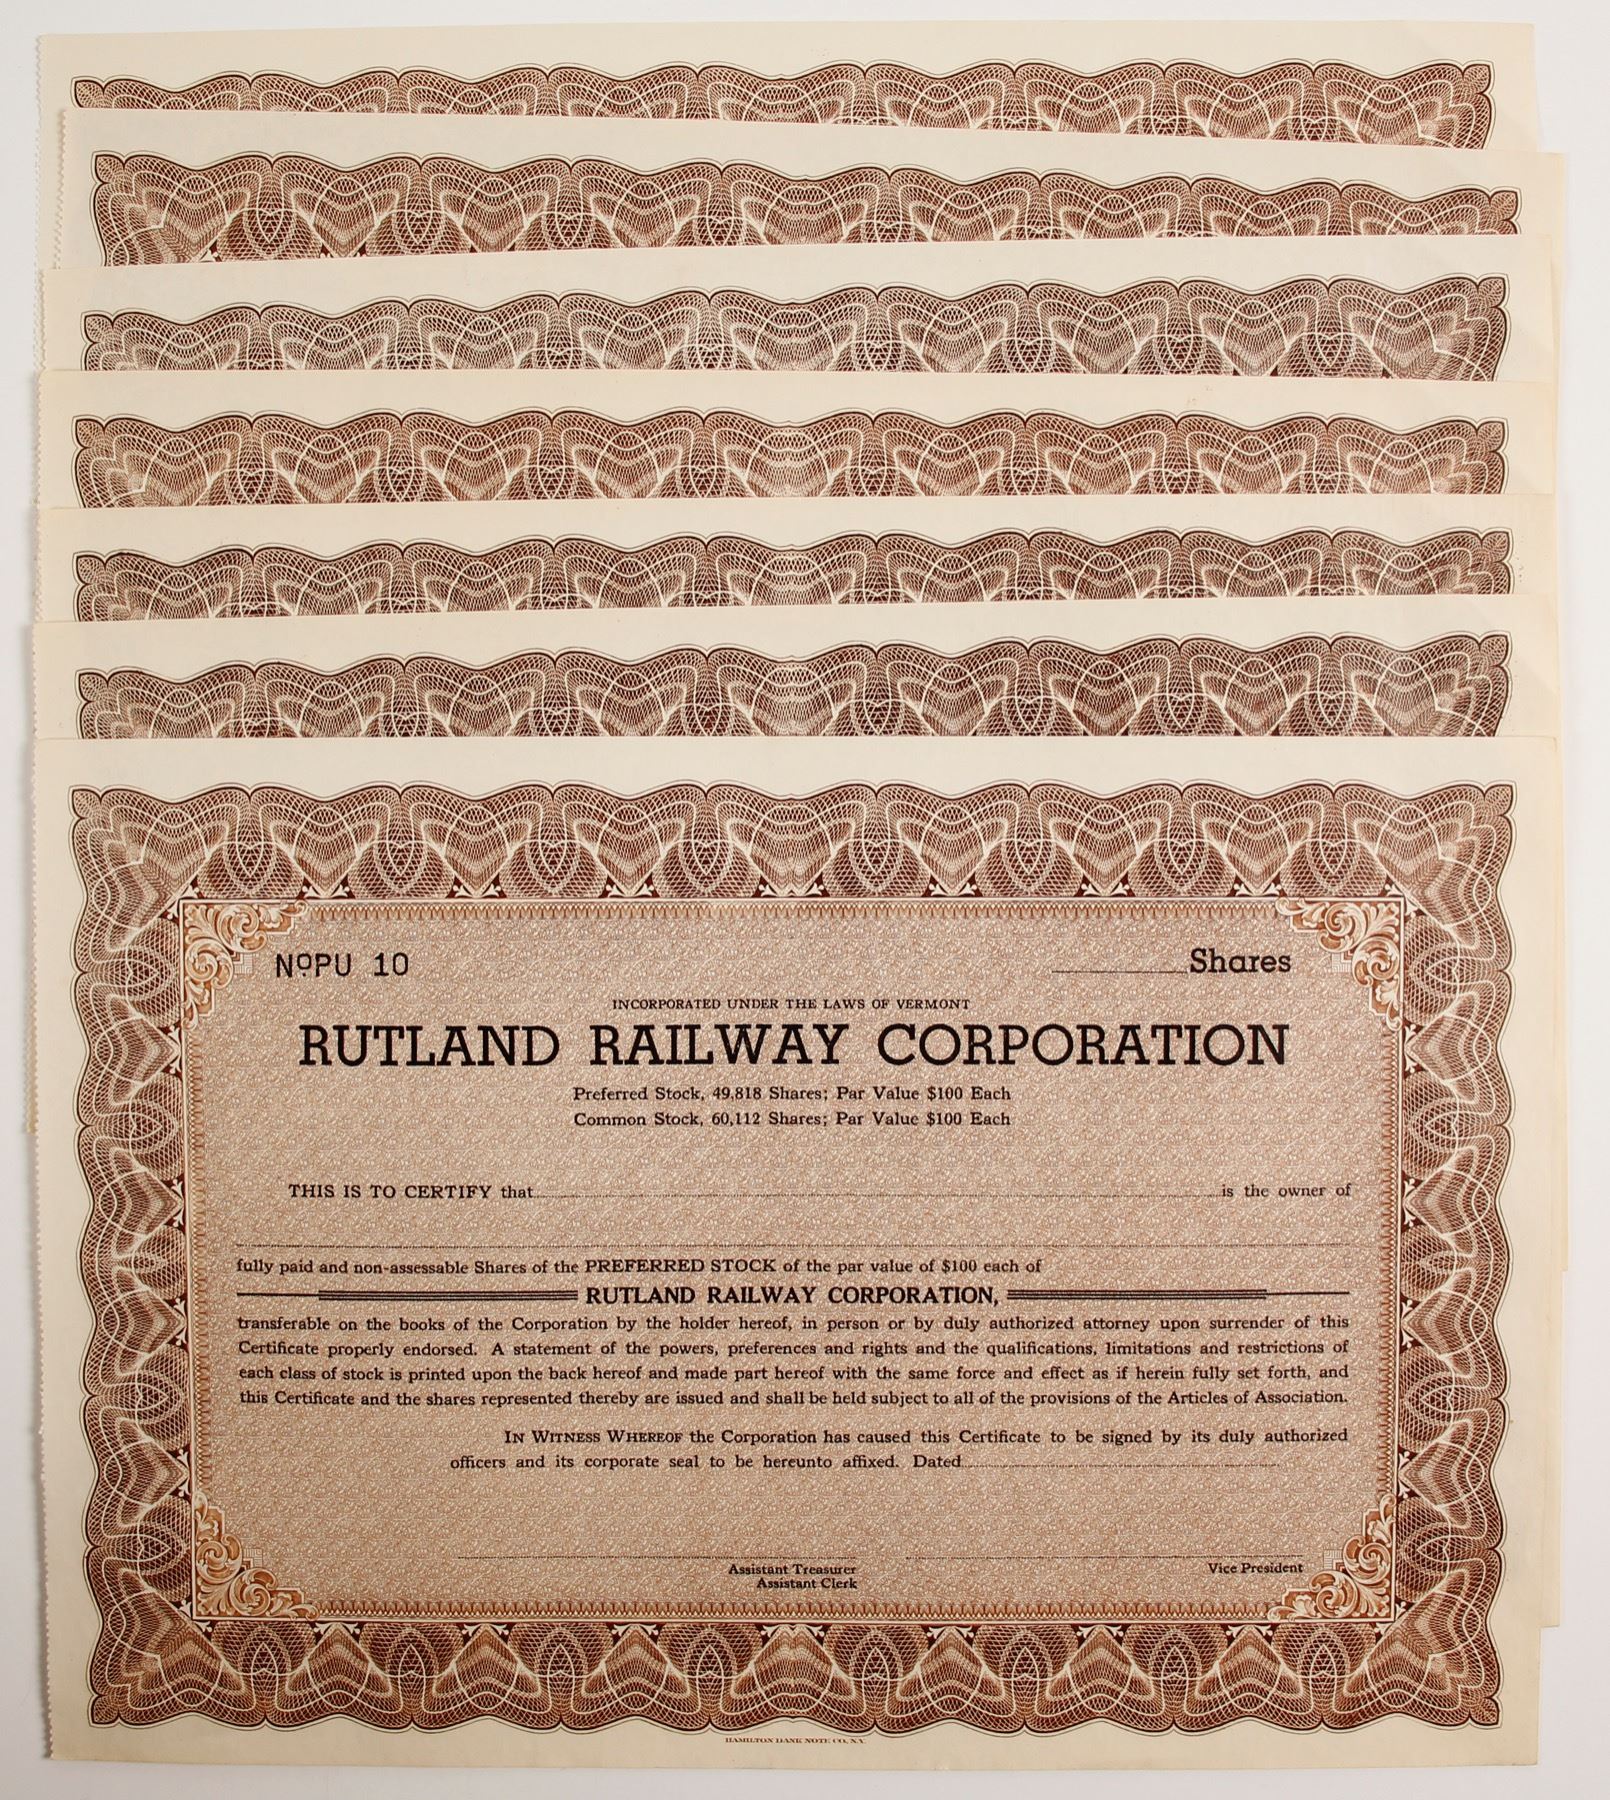 NoPU 10
Shares
INCORPORATED UNDER THE LAWS OF VERMONT
RUTLAND RAILWAY CORPORATION
Preferred Stock, 49,818 Shares; Par Value $100 Each
Common Stock, 60,112 Shares; Par Value $100 Each
THIS IS TO CERTIFY that is the owner of
fully paid and non-assessable Shares of the PREFERRED STOCK of the par value of $100 each of
RUTLAND RAILWAY CORPORATION,
transferable on the books of the Corporation by the holder hereof, in person or by duly authorized attorney upon surrender of this
Certificate properly endorsed. A statement of the powers, preferences and rights and the qualifications, limitations and restrictions of
each class of stock is printed upon the back hereof and made part hereof with the same force and effect as if herein fully set forth, and
this Certificate and the shares represented thereby are issued and shall be held subject to all of the provisions of the Articles of Association.
IN WITNESS WHEREOF the Corporation has caused this Certificate to be signed by its duly authorized
officers and its corporate seal to be hereunto affixed. Dated
Assistant Treasurer
Assistant Clerk
Vice President
HAMILTON BANK NOTE CO., N.Y.